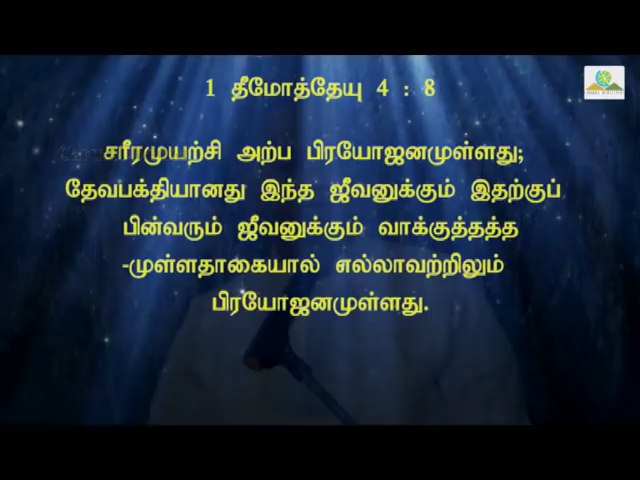 1 தீமோத்தேயு 4 : 8
சரீரமுயற்சி அற்ப பிரயோஜனமுள்ளது;
தேவபக்தியானது இந்த ஜீவனுக்கும் இதற்குப்
பின்வரும் ஜீவனுக்கும் வாக்குத்தத்த
-முள்ளதாகையால் எல்லாவற்றிலும்
பிரயோஜனமுள்ளது.